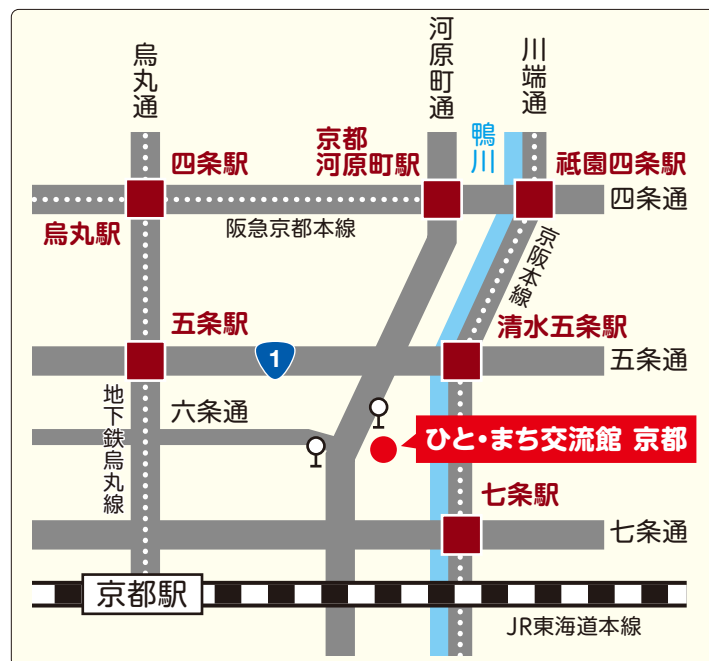 烏丸通
河原町通
川端通
鴨川
四条駅
京都
河原町駅
祇園四条駅
四条通
烏丸駅
阪急京都本線
京阪本線
五条駅
清水五条駅
1
五条通
地下鉄烏丸線
六条通
ひと・まち交流館 京都
七条駅
七条通
京都駅
JR東海道本線